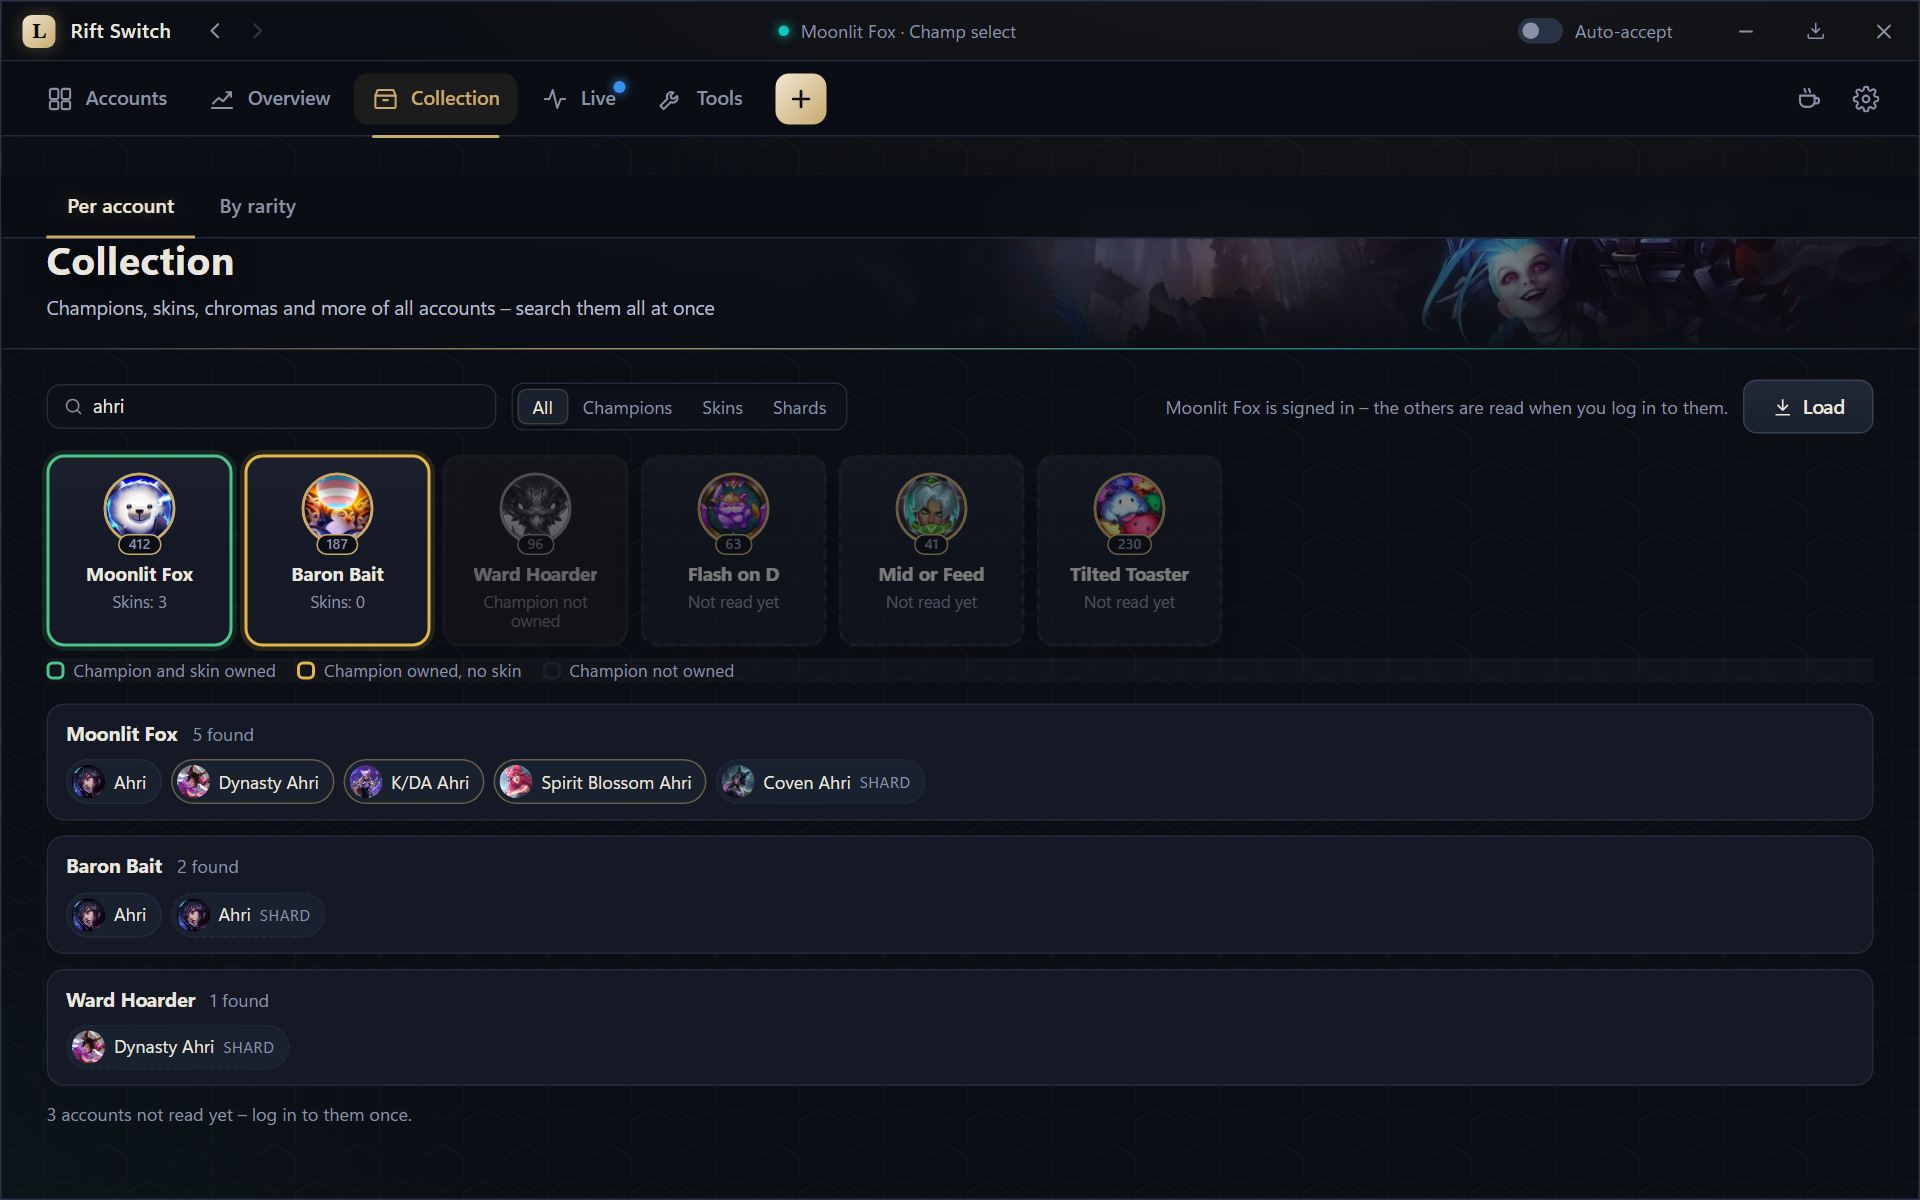 L Rift Switch
Moonlit Fox · Champ select
Auto-accept
Accounts
Overview
Collection
Live
Tools
Per account
By rarity
Collection
Champions, skins, chromas and more of all accounts – search them all at once
ahri
All
Champions
Skins
Shards
Moonlit Fox is signed in – the others are read when you log in to them.
Load
412
Moonlit Fox
Skins: 3
187
Baron Bait
Skins: 0
96
Ward Hoarder
Champion not
owned
63
Flash on D
Not read yet
41
Mid or Feed
Not read yet
230
Tilted Toaster
Not read yet
Champion and skin owned
Champion owned, no skin
Champion not owned
Moonlit Fox 5 found
Ahri
Dynasty Ahri
K/DA Ahri
Spirit Blossom Ahri
Coven Ahri SHARD
Baron Bait 2 found
Ahri
Ahri SHARD
Ward Hoarder 1 found
Dynasty Ahri SHARD
3 accounts not read yet – log in to them once.